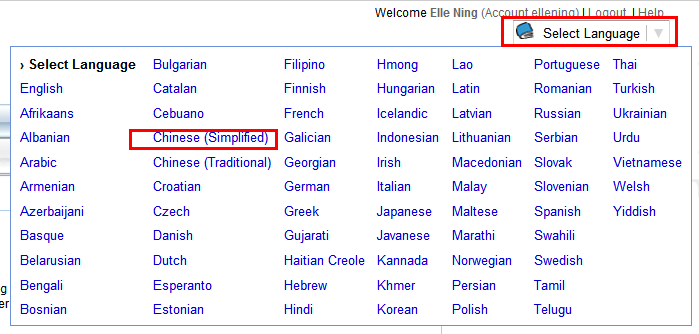 Welcome Elle Ning (Account ellening) | Logout | Help
Select Language
› Select Language Bulgarian Filipino Hmong Lao Portuguese Thai
English Catalan Finnish Hungarian Latin Romanian Turkish
Afrikaans Cebuano French Icelandic Latvian Russian Ukrainian
Albanian Chinese (Simplified) Galician Indonesian Lithuanian Serbian Urdu
Arabic Chinese (Traditional) Georgian Irish Macedonian Slovak Vietnamese
Armenian Croatian German Italian Malay Slovenian Welsh
Azerbaijani Czech Greek Japanese Maltese Spanish Yiddish
Basque Danish Gujarati Javanese Marathi Swahili
Belarusian Dutch Haitian Creole Kannada Norwegian Swedish
Bengali Esperanto Hebrew Khmer Persian Tamil
Bosnian Estonian Hindi Korean Polish Telugu